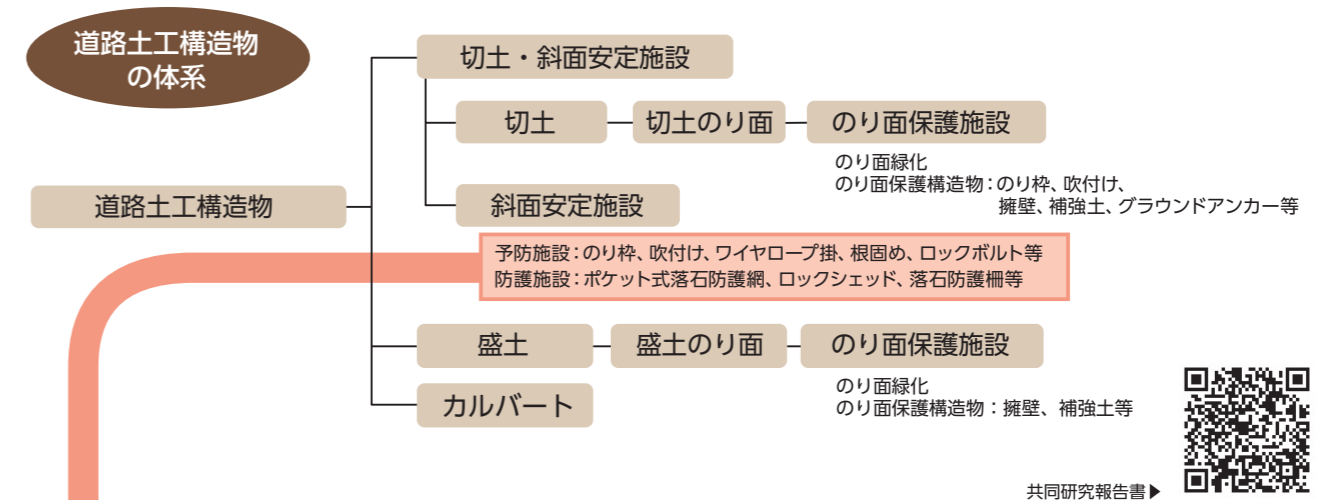 道路土工構造物
の体系
切土・斜面安定施設
切土
切土のり面
のり面保護施設
のり面緑化
のり面保護構造物：のり枠、吹付け、
擁壁、補強土、グラウンドアンカー等
道路土工構造物
斜面安定施設
予防施設：のり枠、吹付け、ワイヤロープ掛、根固め、ロックボルト等
防護施設：ポケット式落石防護網、ロックシェッド、落石防護柵等
盛土
盛土のり面
のり面保護施設
のり面緑化
のり面保護構造物：擁壁、補強土等
カルバート
共同研究報告書▶